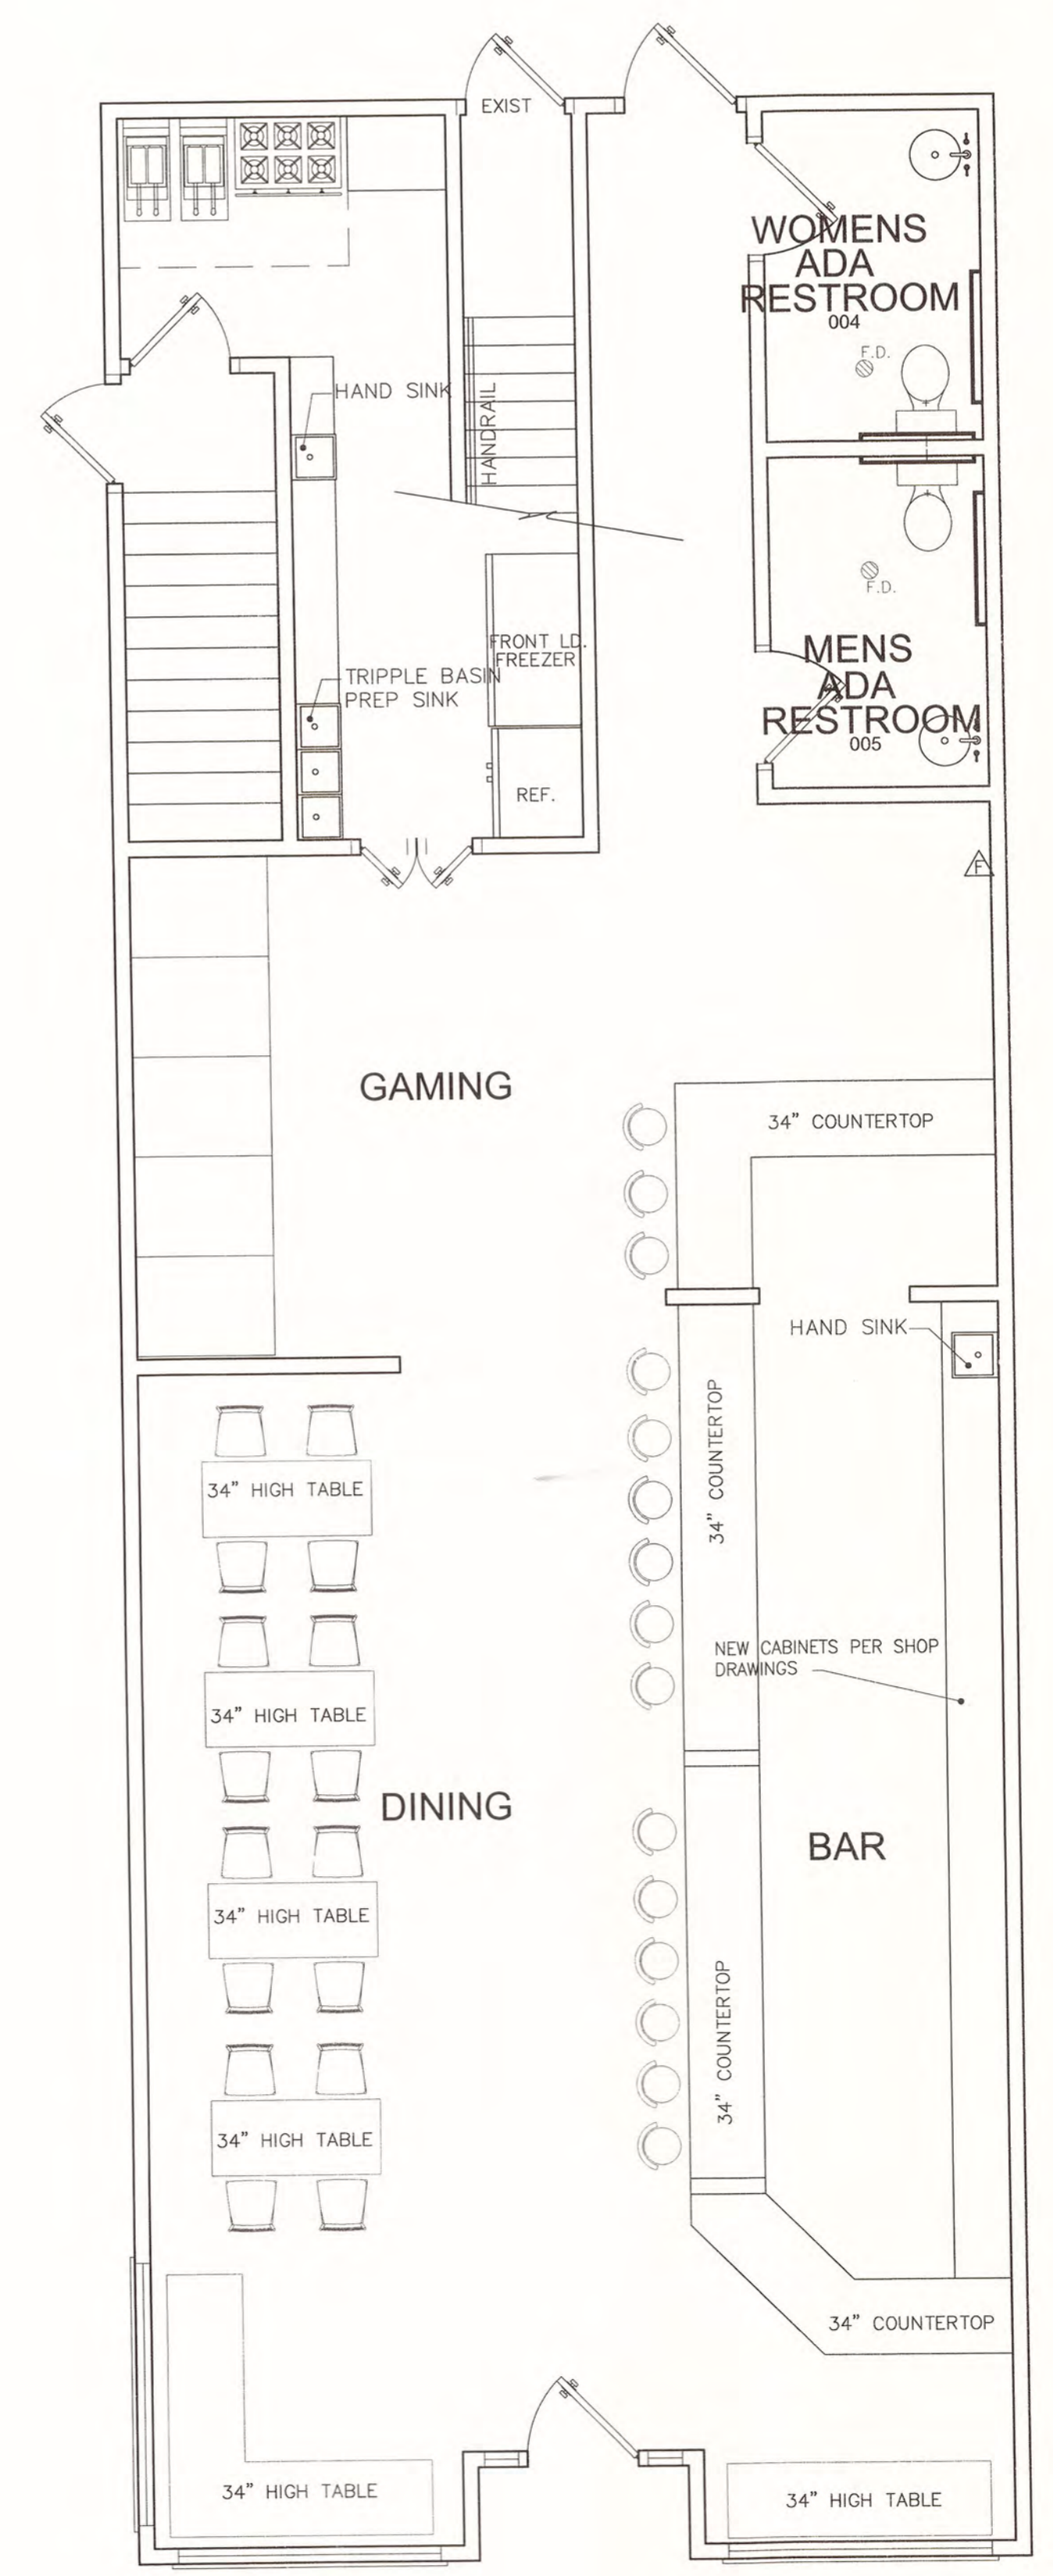 EXIST
WOMENS
ADA
RESTROOM
004
F.D.
HAND SINK
HANDRAIL
F.D.
FRONT LD.
FREEZER
TRIPPLE BASIN
PREP SINK
MENS
ADA
RESTROOM
005
REF.
F
GAMING
34" COUNTERTOP
HAND SINK
34" COUNTERTOP
34" HIGH TABLE
NEW CABINETS PER SHOP
DRAWINGS
34" HIGH TABLE
DINING
BAR
34" HIGH TABLE
34" COUNTERTOP
34" HIGH TABLE
34" COUNTERTOP
34" HIGH TABLE
34" HIGH TABLE